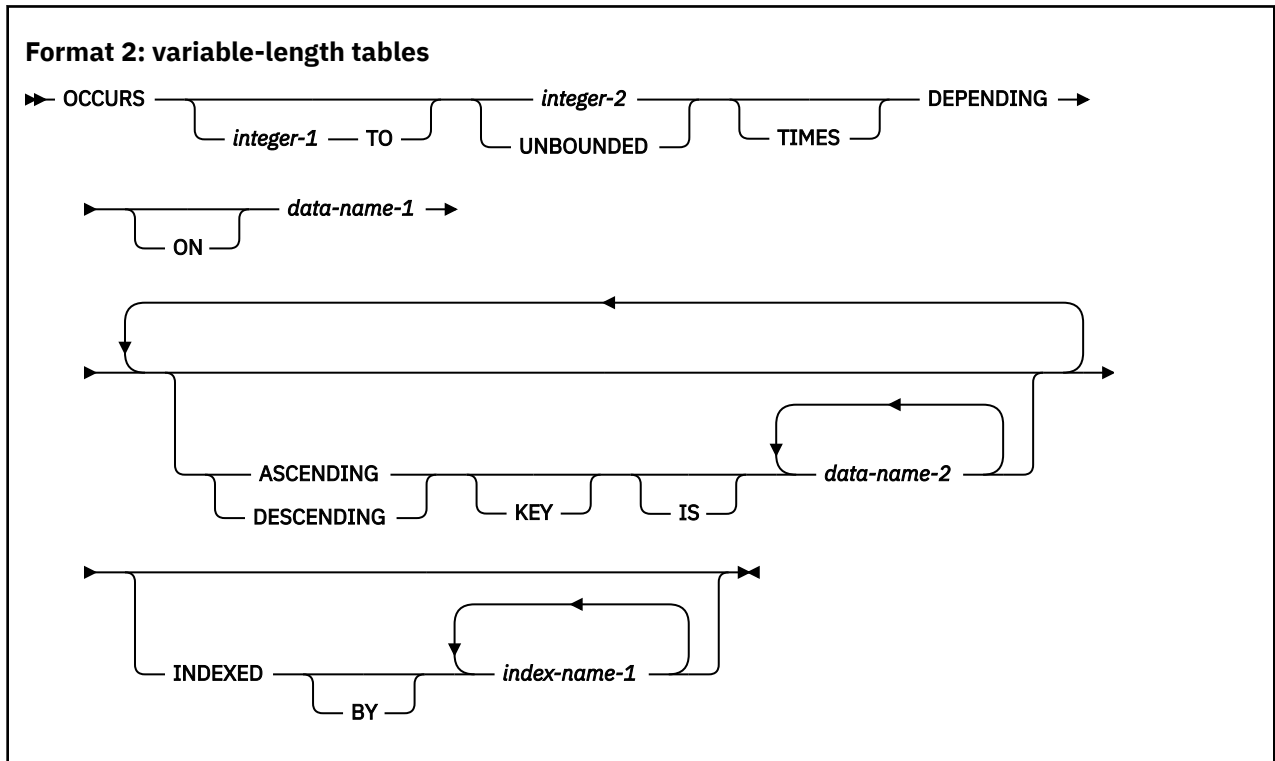 Format 2: variable-length tables
OCCURS integer-2 DEPENDING
integer-1 TO UNBOUNDED TIMES
data-name-1
ON
ASCENDING data-name-2
DESCENDING KEY IS
INDEXED index-name-1
BY